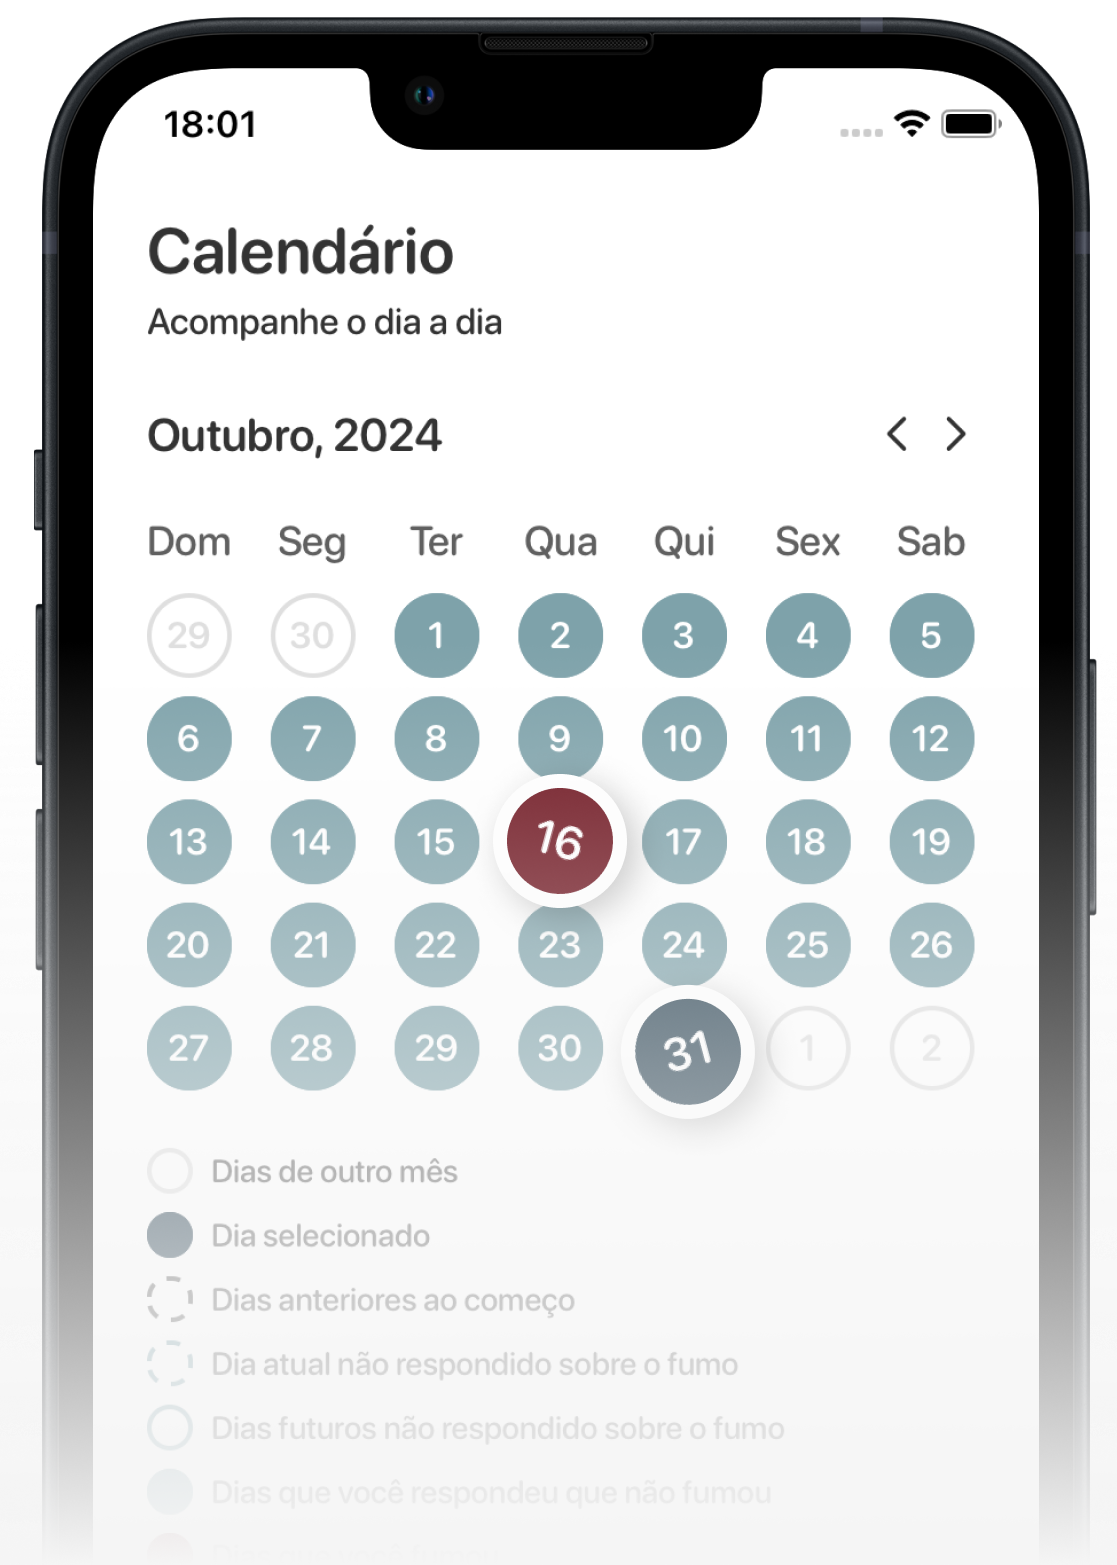 18:01
Calendário
Acompanhe o dia a dia
Outubro, 2024
Dom Seg Ter Qua Qui Sex Sab
29 30 1 2 3 4 5
6 7 8 9 10 11 12
13 14 15 16 17 18 19
20 21 22 23 24 25 26
27 28 29 30 31 1 2
Dias de outro mês
Dia selecionado
Dias anteriores ao começo
Dia atual não respondido sobre o fumo
Dias futuros não respondido sobre o fumo
Dias que você respondeu que não fumou